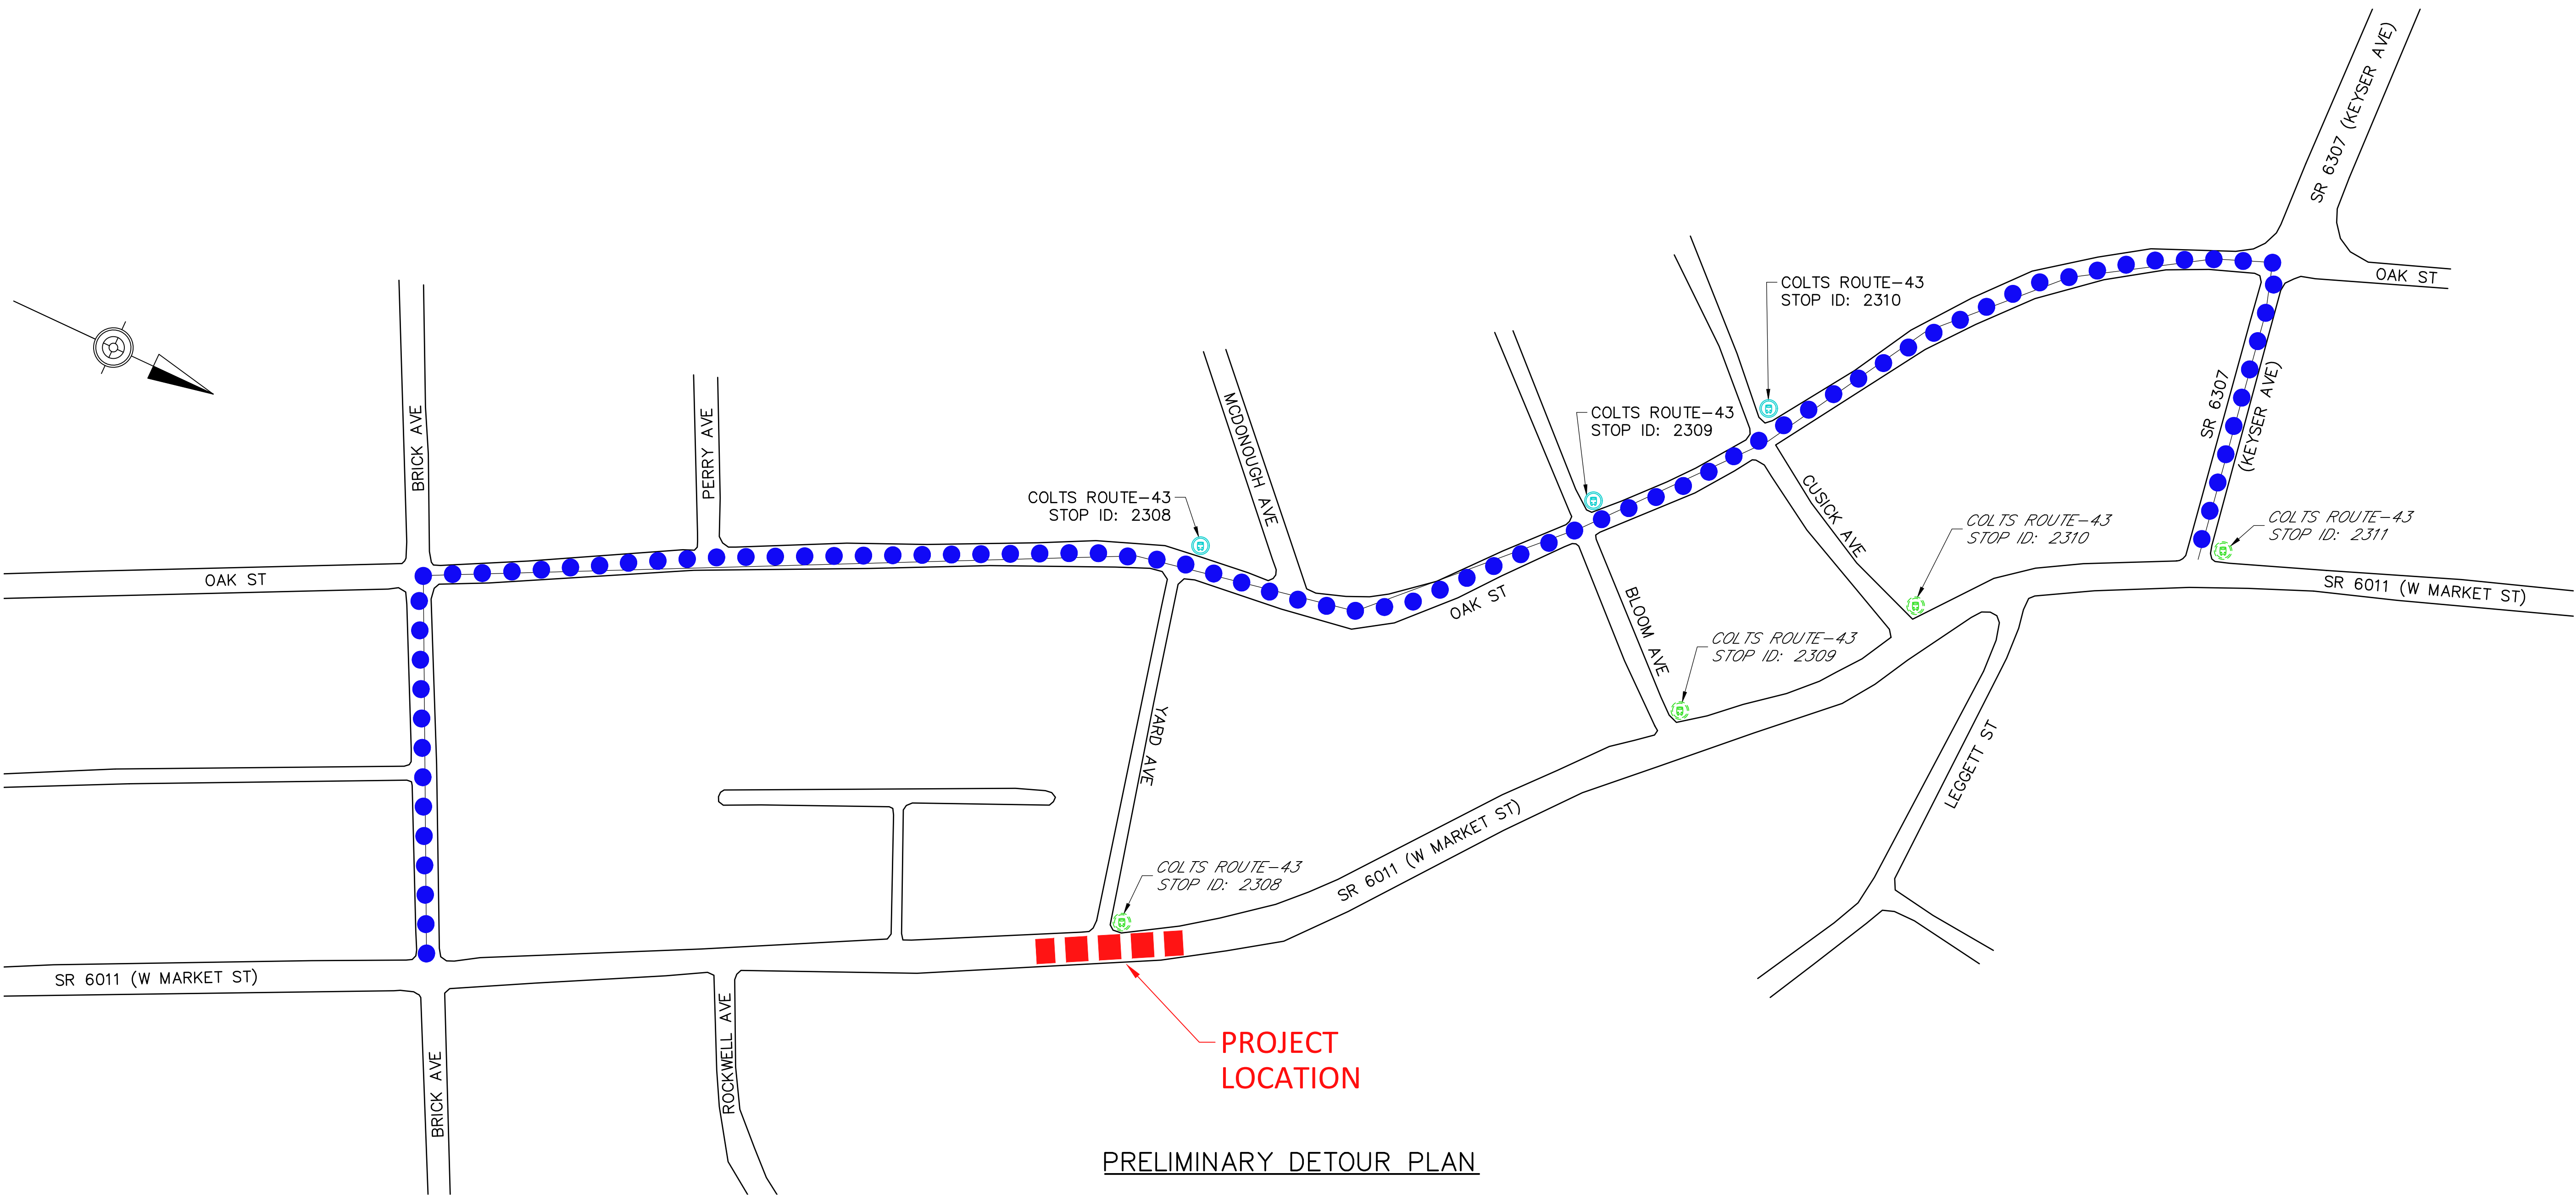 SR 6307 (KEYSER AVE)
OAK ST
COLTS ROUTE-43
STOP ID: 2310
SR 6307
(KEYSER AVE)
COLTS ROUTE-43
STOP ID: 2309
BRICK AVE
PERRY AVE
MCDONOUGH AVE
COLTS ROUTE-43
STOP ID: 2308
CUSICK AVE
COLTS ROUTE-43
STOP ID: 2310
COLTS ROUTE-43
STOP ID: 2311
OAK ST
OAK ST
SR 6011 (W MARKET ST)
BLOOM AVE
COLTS ROUTE-43
STOP ID: 2309
YARD AVE
LEGGETT ST
SR 6011 (W MARKET ST)
COLTS ROUTE-43
STOP ID: 2308
SR 6011 (W MARKET ST)
BRICK AVE
ROCKWELL AVE
PROJECT
LOCATION
PRELIMINARY DETOUR PLAN